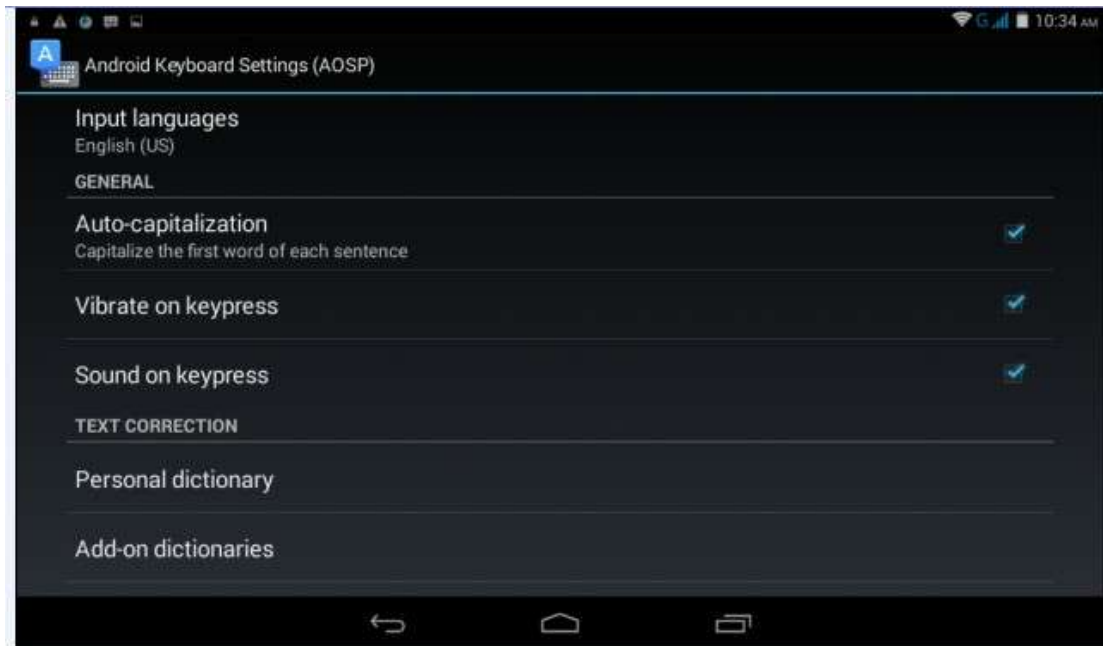 G 10:34 AM
A Android Keyboard Settings (AOSP)
Input languages
English (US)
GENERAL
Auto-capitalization
Capitalize the first word of each sentence
Vibrate on keypress
Sound on keypress
TEXT CORRECTION
Personal dictionary
Add-on dictionaries